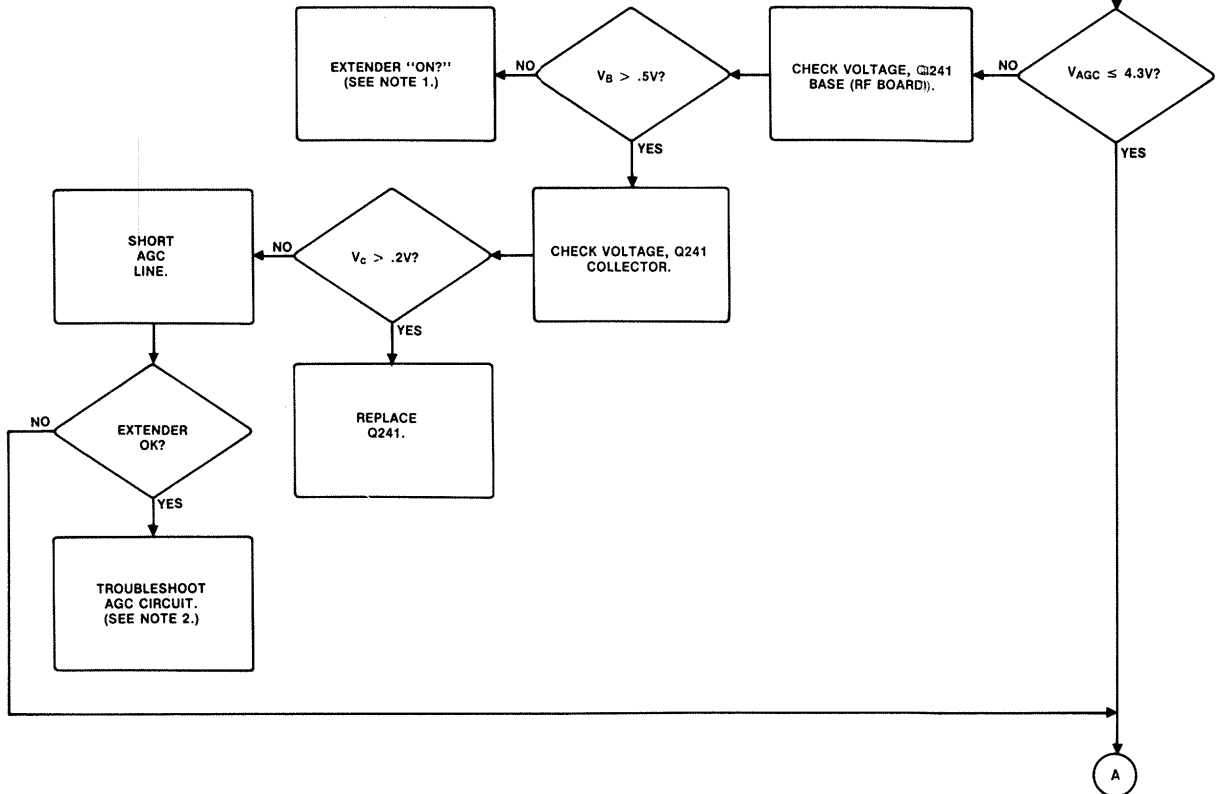 EXTENDER "ON?"
(SEE NOTE 1.)
NO
V_B > .5V?
CHECK VOLTAGE, Q241
BASE (RF BOARD).
NO
V_AGC ≤ 4.3V?
YES
YES
SHORT
AGC
LINE.
NO
V_c > .2V?
CHECK VOLTAGE, Q241
COLLECTOR.
YES
NO
EXTENDER
OK?
REPLACE
Q241.
YES
TROUBLESHOOT
AGC CIRCUIT.
(SEE NOTE 2.)
A